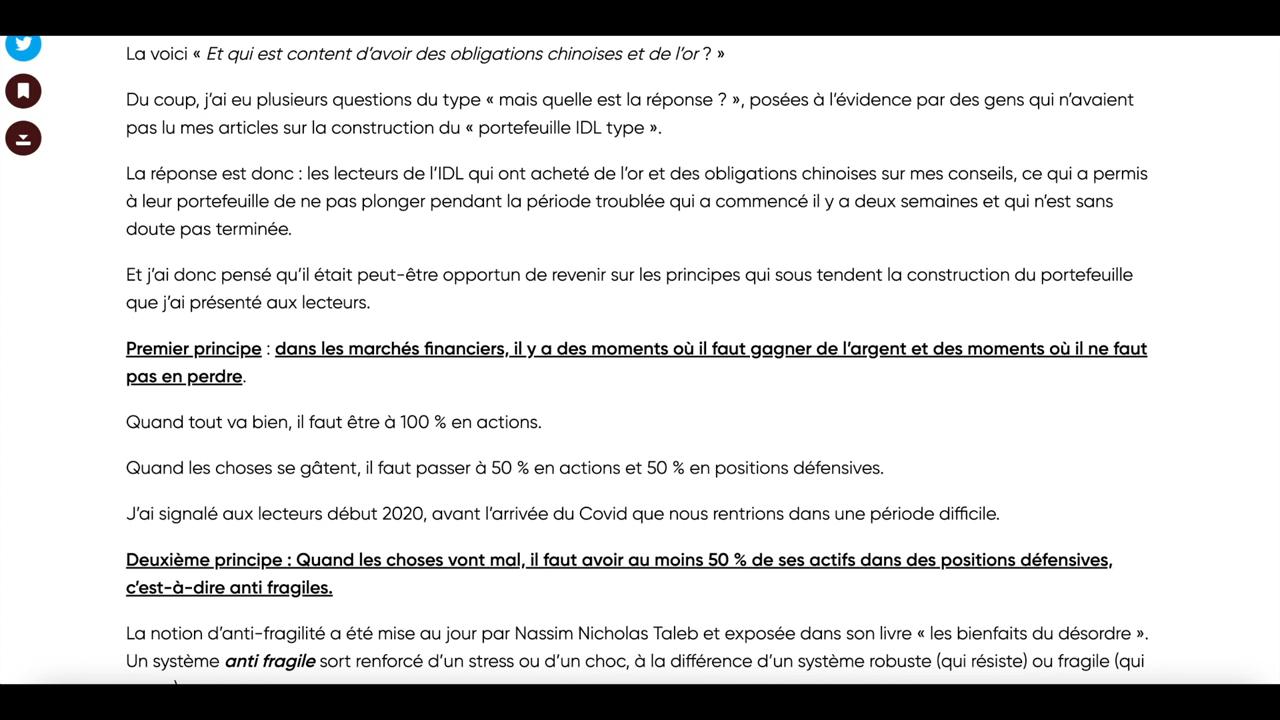 La voici « Et qui est content d’avoir des obligations chinoises et de l’or ? »
Du coup, j’ai eu plusieurs questions du type « mais quelle est la réponse ? », posées à l’évidence par des gens qui n’avaient
pas lu mes articles sur la construction du « portefeuille IDL type ».
La réponse est donc : les lecteurs de l’IDL qui ont acheté de l’or et des obligations chinoises sur mes conseils, ce qui a permis
à leur portefeuille de ne pas plonger pendant la période troublée qui a commencé il y a deux semaines et qui n’est sans
doute pas terminée.
Et j’ai donc pensé qu’il était peut-être opportun de revenir sur les principes qui sous tendent la construction du portefeuille
que j’ai présenté aux lecteurs.
Premier principe : dans les marchés financiers, il y a des moments où il faut gagner de l’argent et des moments où il ne faut
pas en perdre.
Quand tout va bien, il faut être à 100 % en actions.
Quand les choses se gâtent, il faut passer à 50 % en actions et 50 % en positions défensives.
J’ai signalé aux lecteurs début 2020, avant l’arrivée du Covid que nous rentrions dans une période difficile.
Deuxième principe : Quand les choses vont mal, il faut avoir au moins 50 % de ses actifs dans des positions défensives,
c’est-à-dire anti fragiles.
La notion d’anti-fragilité a été mise au jour par Nassim Nicholas Taleb et exposée dans son livre « les bienfaits du désordre ».
Un système anti fragile sort renforcé d’un stress ou d’un choc, à la différence d’un système robuste (qui résiste) ou fragile (qui